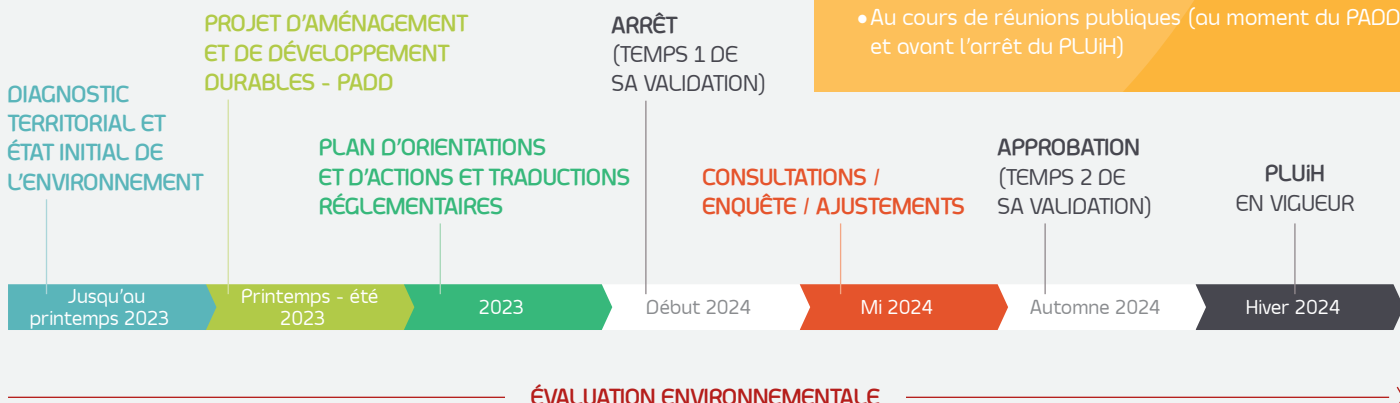 • Au cours de réunions publiques (au moment du PADD
et avant l'arrêt du PLUiH)
PROJET D'AMÉNAGEMENT
ET DE DÉVELOPPEMENT
DURABLES - PADD
ARRÊT
(TEMPS 1 DE
SA VALIDATION)
DIAGNOSTIC
TERRITORIAL ET
ÉTAT INITIAL DE
L'ENVIRONNEMENT
PLAN D'ORIENTATIONS
ET D'ACTIONS ET TRADUCTIONS
RÉGLEMENTAIRES
CONSULTATIONS /
ENQUÊTE / AJUSTEMENTS
APPROBATION
(TEMPS 2 DE
SA VALIDATION)
PLUiH
EN VIGUEUR
Jusqu'au
printemps 2023
Printemps - été
2023
2023
Début 2024
Mi 2024
Automne 2024
Hiver 2024
ÉVALUATION ENVIRONNEMENTALE